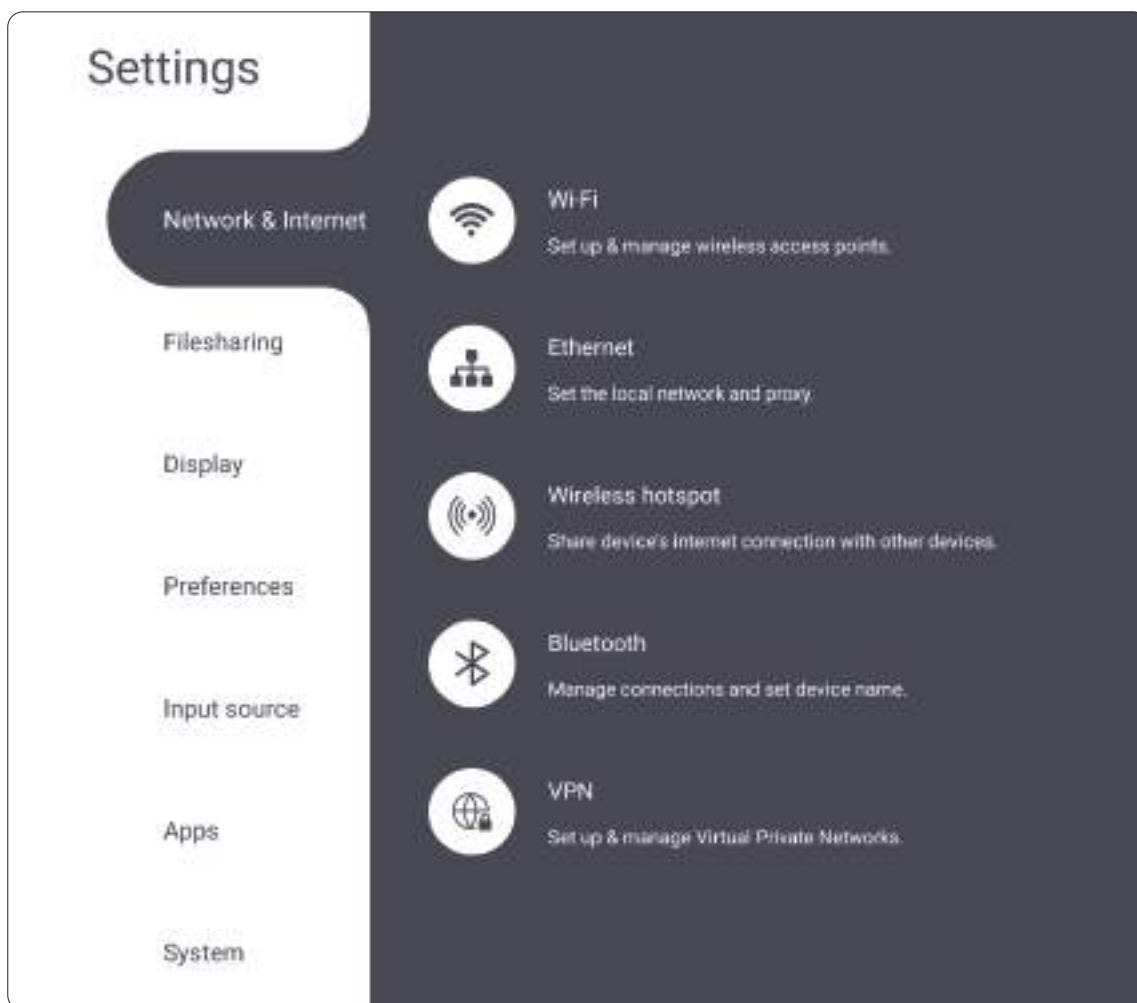 Settings
Network & Internet
Filesharing
Display
Preferences
Input source
Apps
System
Wi-Fi
Set up & manage wireless access points.
Ethernet
Set the local network and proxy.
Wireless hotspot
Share device's internet connection with other devices.
Bluetooth
Manage connections and set device name.
VPN
Set up & manage Virtual Private Networks.